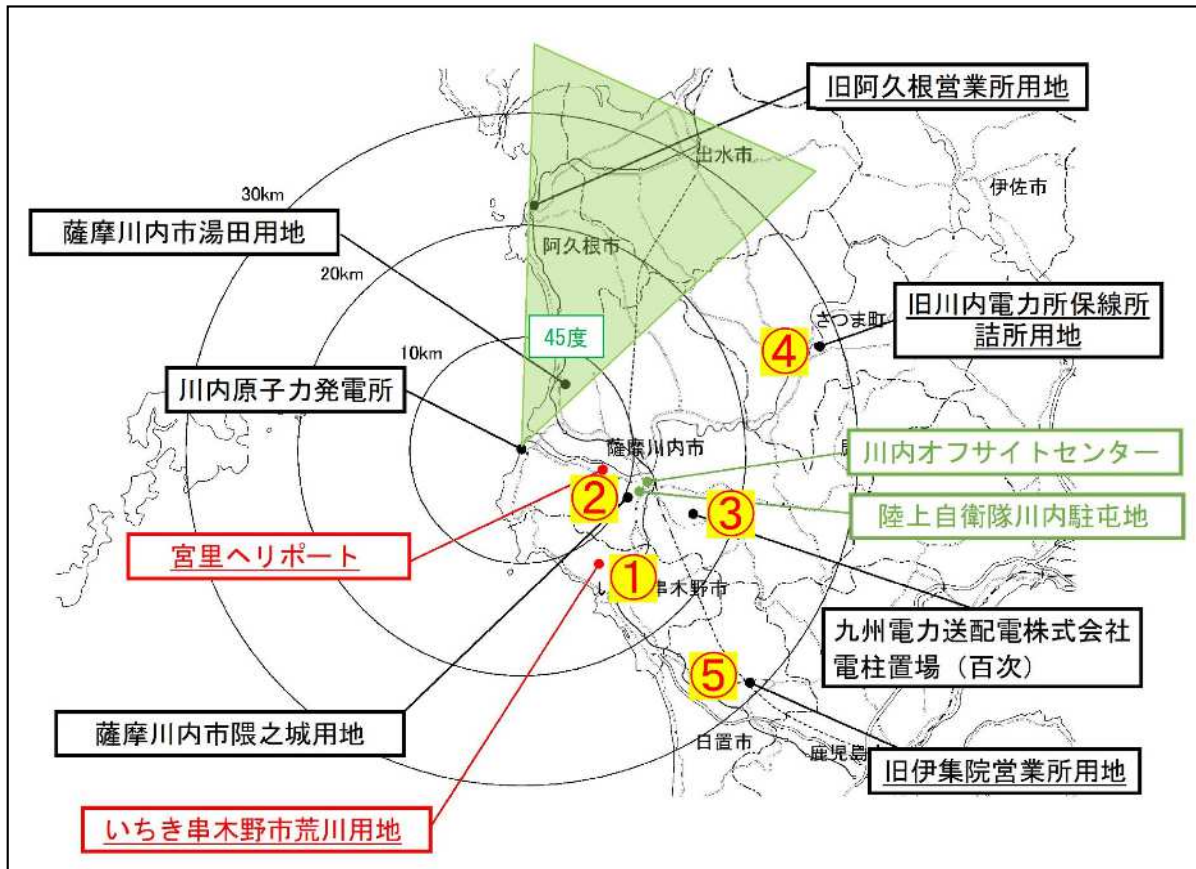 旧阿久根営業所用地
出水市
伊佐市
30km
薩摩川内市湯田用地
阿久根市
20km
旧川内電力所保線所
詰所用地
さつま町
45度
④
10km
川内原子力発電所
薩摩川内市
川内オフサイトセンター
②
③
陸上自衛隊川内駐屯地
宮里ヘリポート
①
串木野市
九州電力送配電株式会社
電柱置場（百次）
⑤
薩摩川内市隈之城用地
日置市
鹿児島
旧伊集院営業所用地
いちき串木野市荒川用地